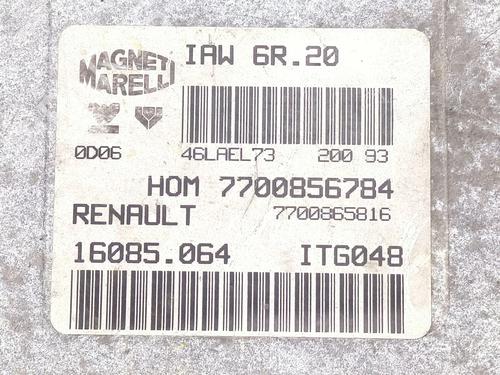 MAGNETI MARELLI
IAW 6R.20
0D06 46LAEL73 200 93
HOM 7700856784
RENAULT 7700865816
16085.064 ITG048